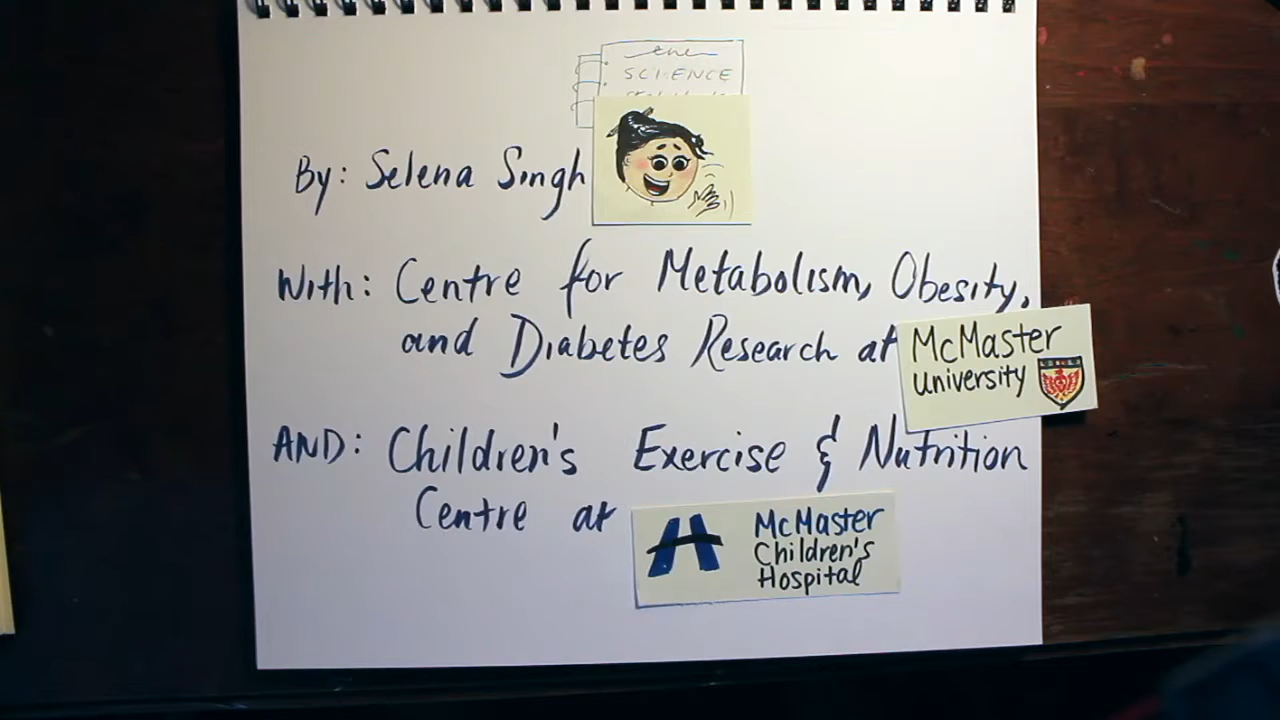 the
SCIENCE
By: Selena Singh
With: Centre for Metabolism, Obesity,
and Diabetes Research at McMaster
University
AND: Children's Exercise & Nutrition
Centre at McMaster
Children's
Hospital